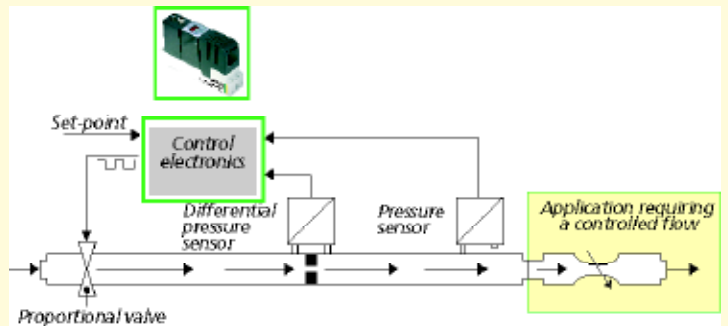 Set-point
Control
electronics
Differential
pressure
sensor
Pressure
sensor
Application requiring
a controlled flow
Proportional valve